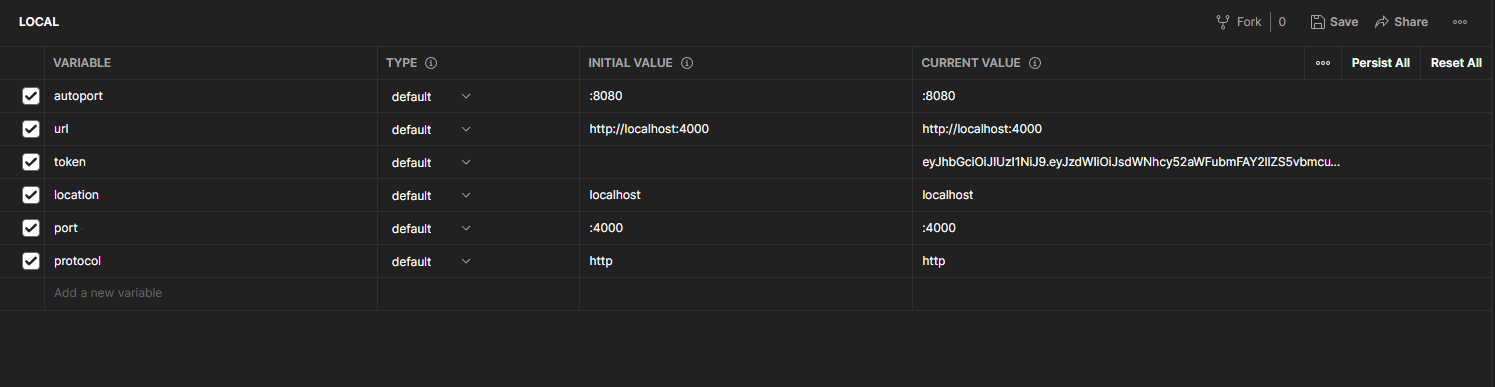 LOCAL Fork 0 Save Share
VARIABLE TYPE INITIAL VALUE CURRENT VALUE Persist All Reset All
autoport default :8080 :8080
url default http://localhost:4000 http://localhost:4000
token default eyJhbGciOiJIUzI1NiJ9.eyJzdWIiOiJsdWNhcy52aWFubmFAY2llZS5vbmcu...
location default localhost localhost
port default :4000 :4000
protocol default http http
Add a new variable